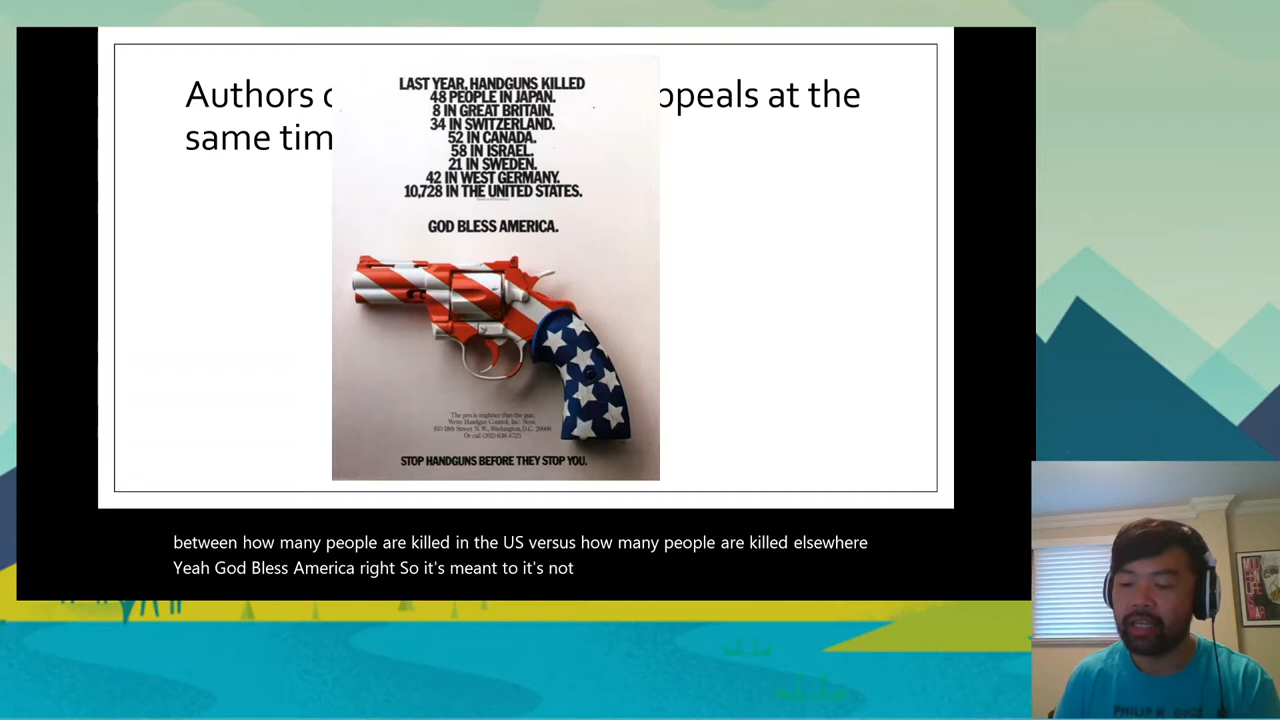 Authors
ppeals at the
same tim
LAST YEAR, HANDGUNS KILLED
48 PEOPLE IN JAPAN.
8 IN GREAT BRITAIN.
34 IN SWITZERLAND.
52 IN CANADA.
58 IN ISRAEL.
21 IN SWEDEN.
42 IN WEST GERMANY.
10,728 IN THE UNITED STATES.
GOD BLESS AMERICA.
The pen is mightier than the gun.
Write Handgun Control, Inc. Now.
810 18th Street N.W., Washington, D.C. 20006
Or call (202) 638-4723
STOP HANDGUNS BEFORE THEY STOP YOU.
between how many people are killed in the US versus how many people are killed elsewhere
Yeah God Bless America right So it's meant to it's not
PHILIP K. DICK